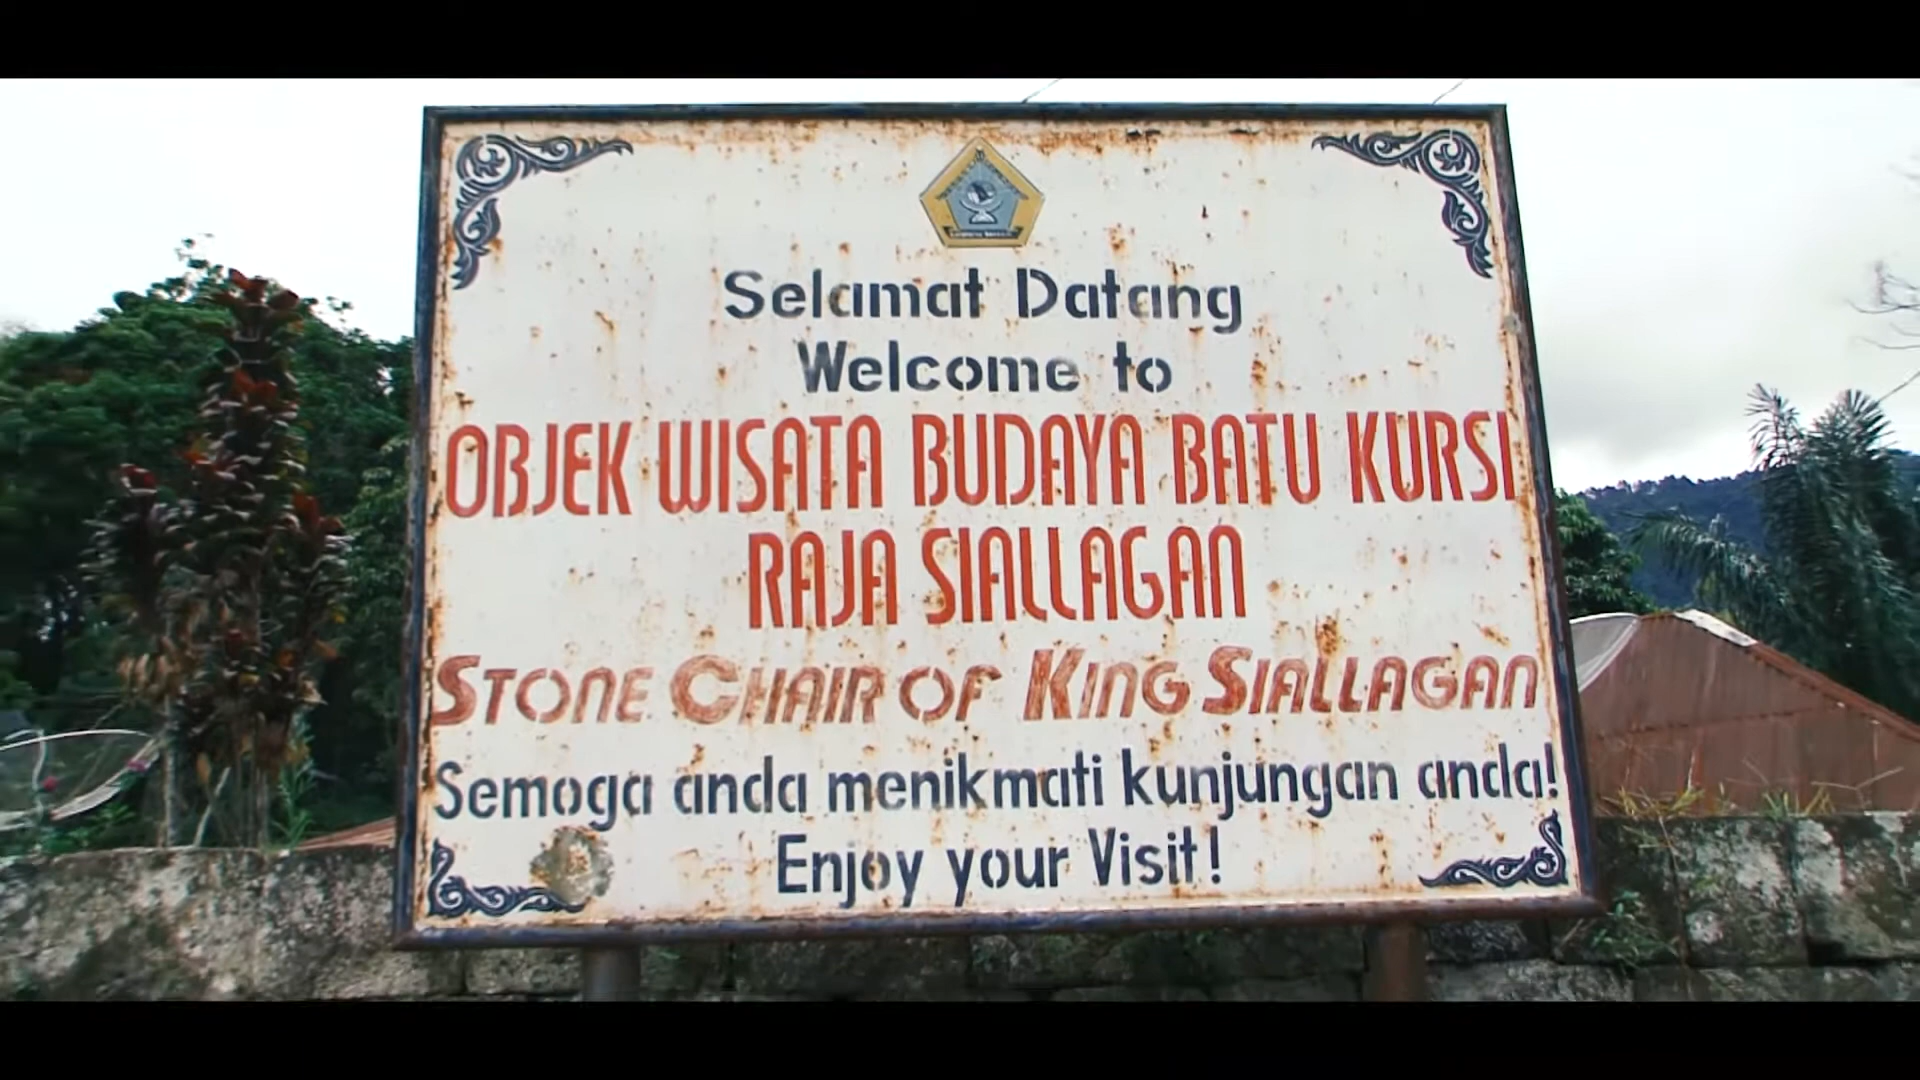 Selamat Datang
Welcome to
OBJEK WISATA BUDAYA BATU KURSI
RAJA SIALLAGAN
STONE CHAIR OF KING SIALLAGAN
Semoga anda menikmati kunjungan anda!
Enjoy your Visit!